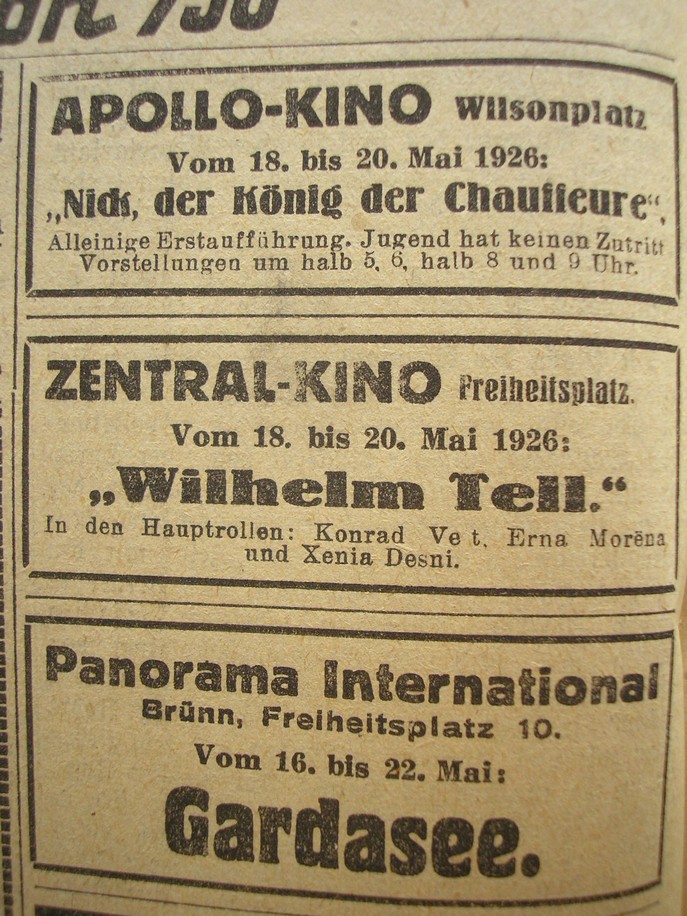 APOLLO-KINO Wilsonplatz
Vom 18. bis 20. Mai 1926:
„Nick, der König der Chauffeure“,
Alleinige Erstaufführung. Jugend hat keinen Zutritt
Vorstellungen um halb 5, 6, halb 8 und 9 Uhr.
ZENTRAL-KINO Freiheitsplatz.
Vom 18. bis 20. Mai 1926:
„Wilhelm Tell.“
In den Hauptrollen: Konrad Ve t, Erna Morëna
und Xenia Desni.
Panorama International
Brünn, Freiheitsplatz 10.
Vom 16. bis 22. Mai:
Gardasee.